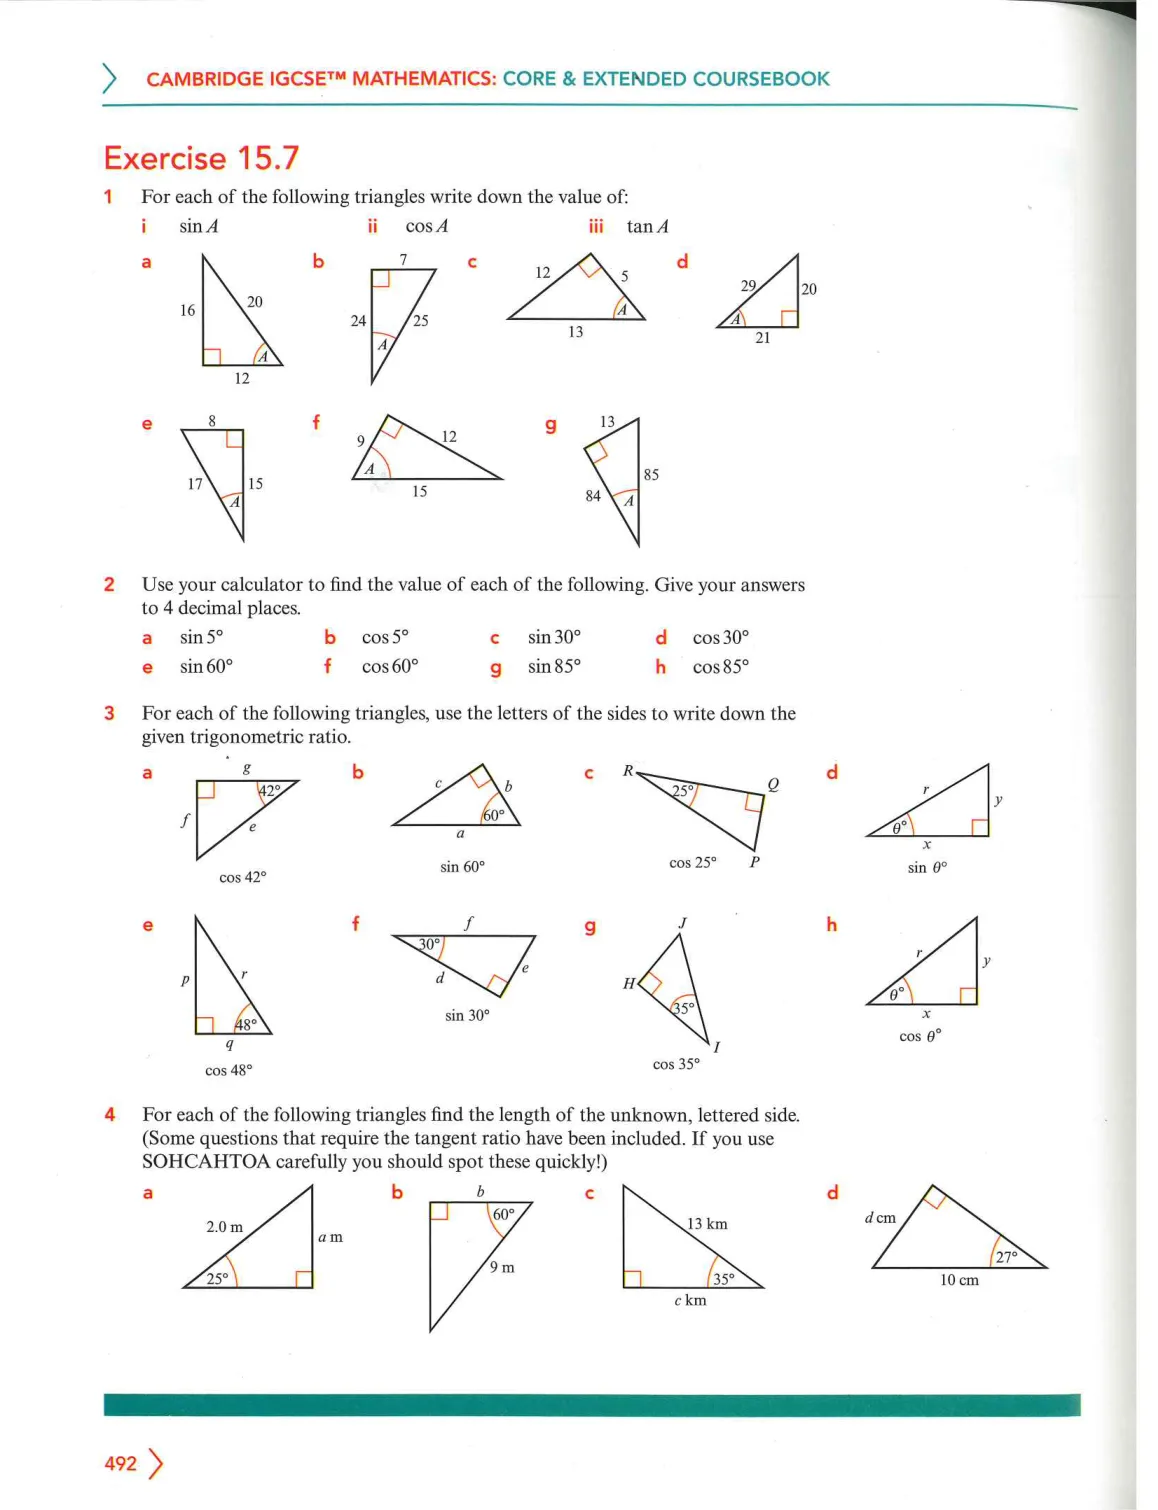 CAMBRIDGE IGCSE™ MATHEMATICS: CORE & EXTENDED COURSEBOOK
Exercise 15.7
1 For each of the following triangles write down the value of:
i sin A ii cos A iii tan A
a 16 20 A 12
b 7 24 25 A
c 12 5 A 13
d 29 20 A 21
e 8 17 15 A
f 9 12 A 15
g 13 85 84 A
2 Use your calculator to find the value of each of the following. Give your answers
to 4 decimal places.
a sin 5° b cos 5° c sin 30° d cos 30°
e sin 60° f cos 60° g sin 85° h cos 85°
3 For each of the following triangles, use the letters of the sides to write down the
given trigonometric ratio.
a g 42° f e
cos 42°
b c b 60° a
sin 60°
c R Q 25° P
cos 25°
d r y θ° x
sin θ°
e p r 48° q
cos 48°
f f 30° d e
sin 30°
g J H 35° I
cos 35°
h r y θ° x
cos θ°
4 For each of the following triangles find the length of the unknown, lettered side.
(Some questions that require the tangent ratio have been included. If you use
SOHCAHTOA carefully you should spot these quickly!)
a 2.0 m a m 25°
b b 60° 9 m
c 13 km 35° c km
d d cm 27° 10 cm
492